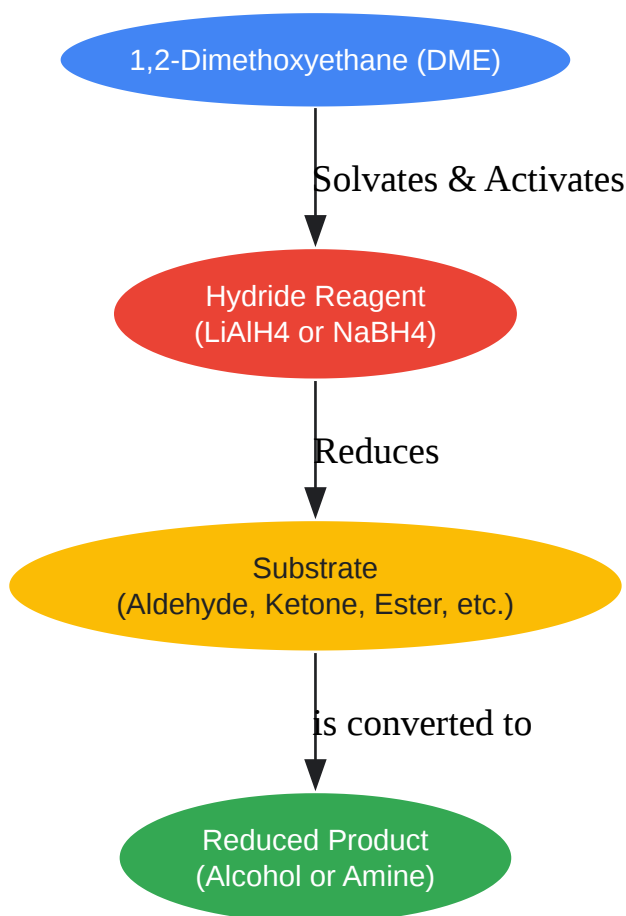 1,2-Dimethoxyethane (DME)
Solvates & Activates
Hydride Reagent
(LiAlH4 or NaBH4)
Reduces
Substrate
(Aldehyde, Ketone, Ester, etc.)
is converted to
Reduced Product
(Alcohol or Amine)